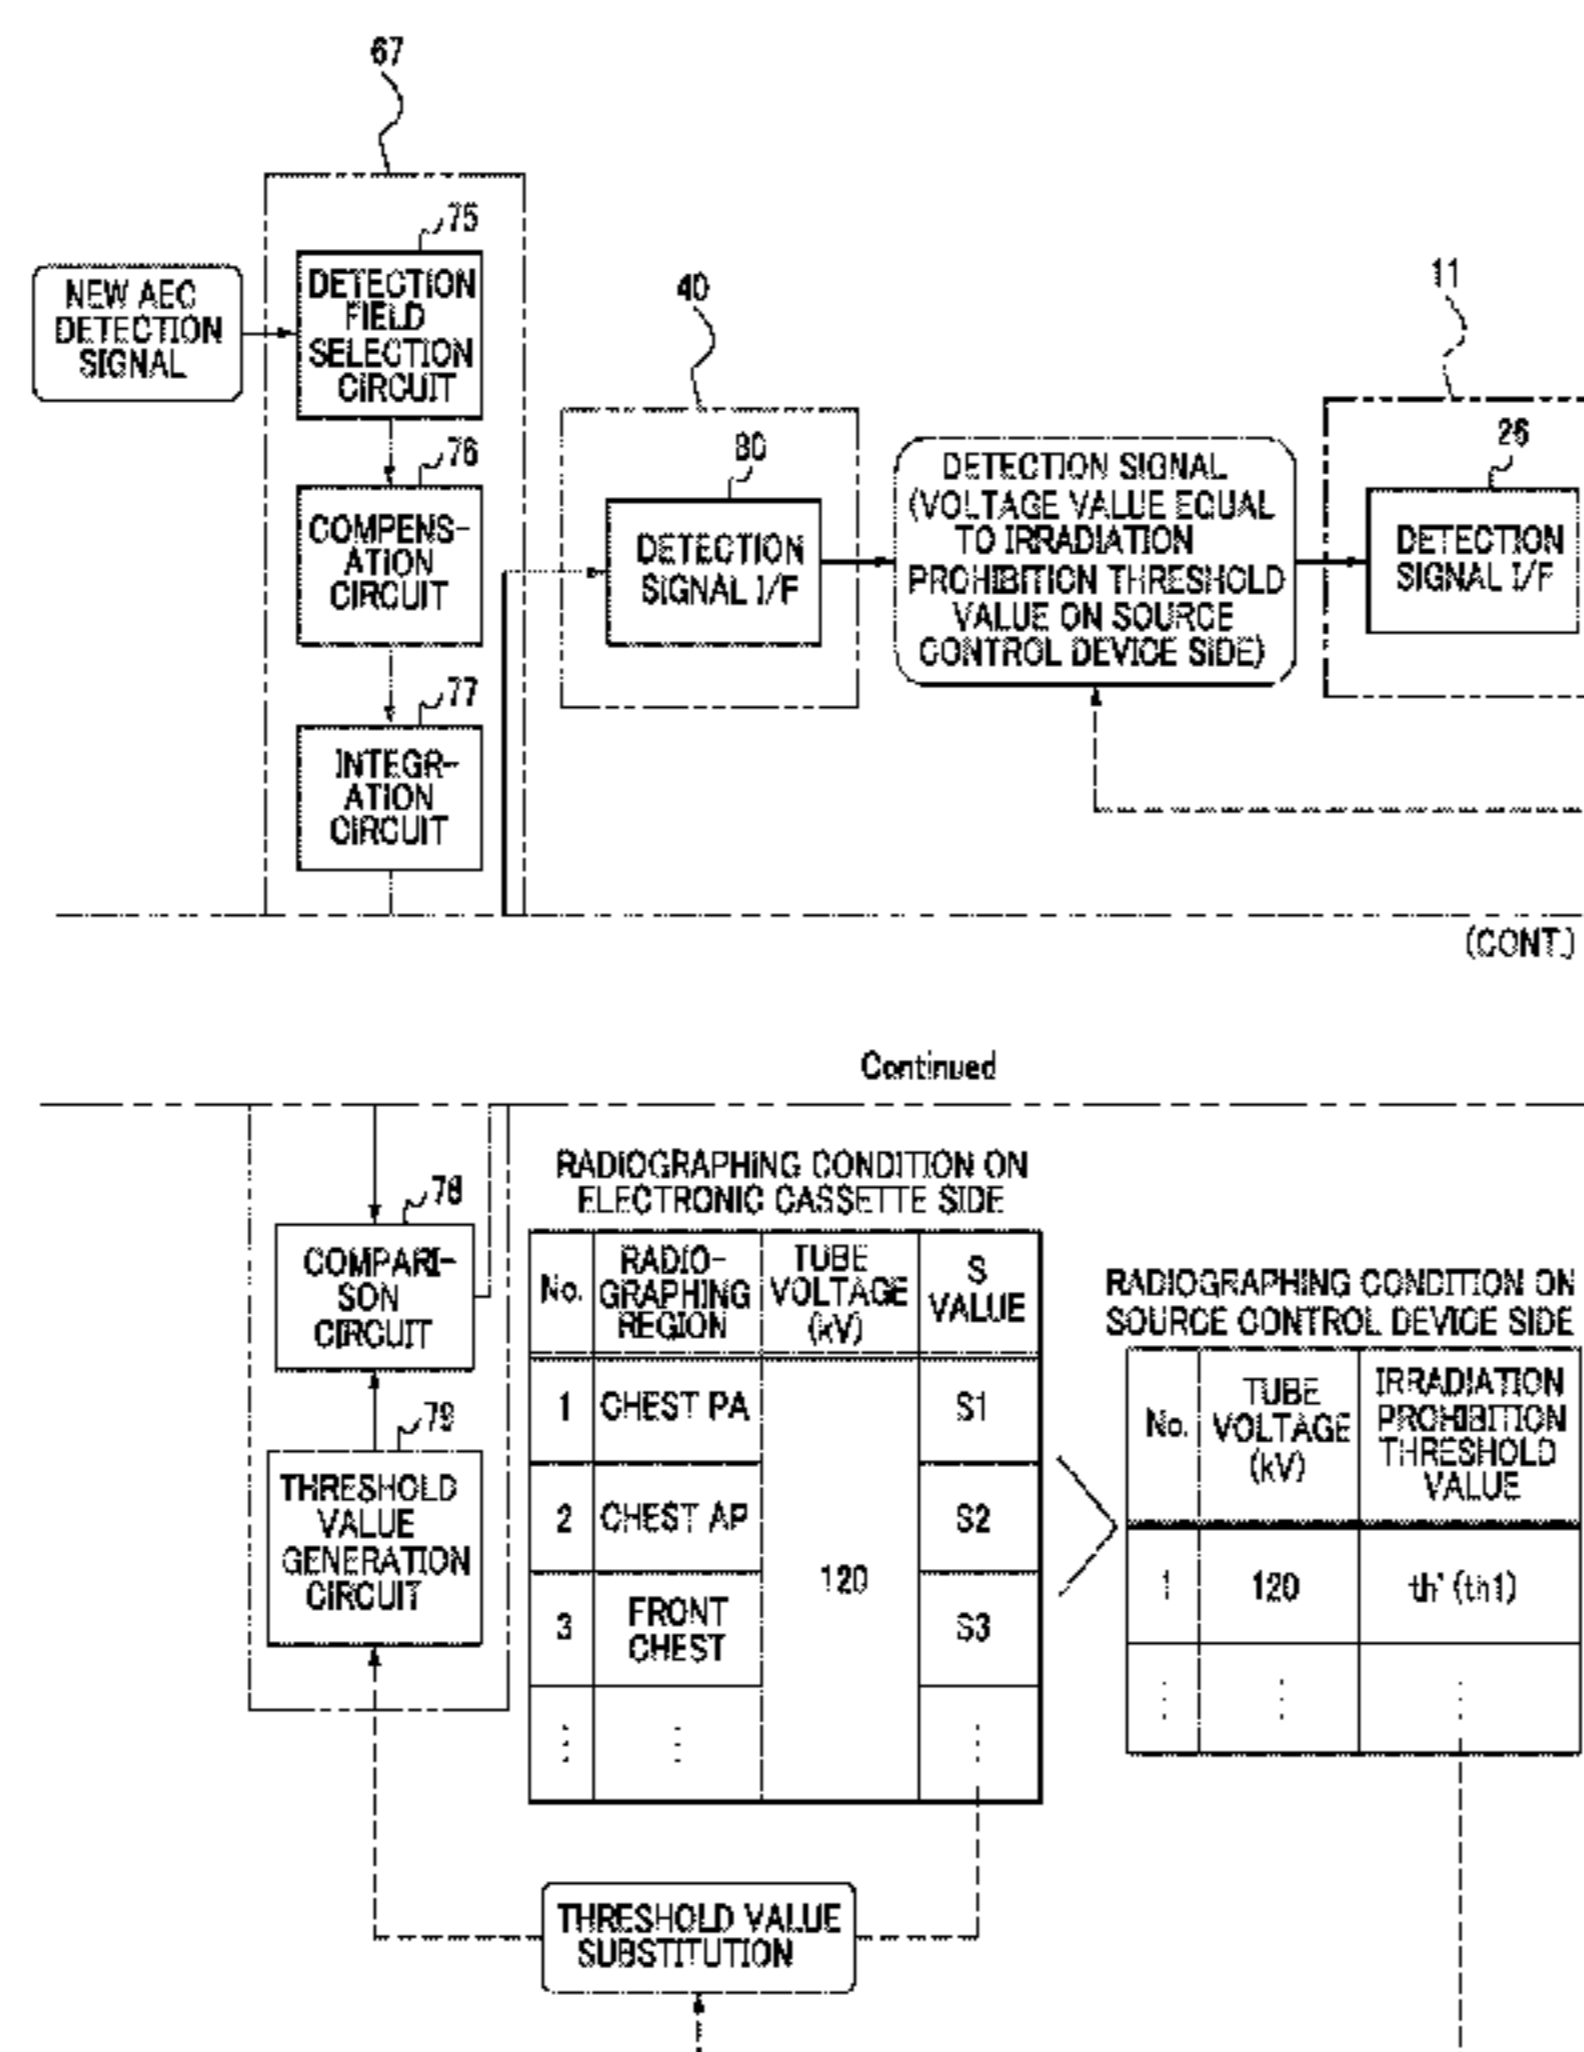 67
75
NEW AEC
DETECTION
SIGNAL
DETECTION
FIELD
SELECTION
CIRCUIT
40
11
76
COMPENS-
ATION
CIRCUIT
80
DETECTION
SIGNAL I/F
DETECTION SIGNAL
(VOLTAGE VALUE EQUAL
TO IRRADIATION
PROHIBITION THRESHOLD
VALUE ON SOURCE
CONTROL DEVICE SIDE)
26
DETECTION
SIGNAL I/F
77
INTEGR-
ATION
CIRCUIT
(CONT.)
Continued
78
COMPARI-
SON
CIRCUIT
79
THRESHOLD
VALUE
GENERATION
CIRCUIT
RADIOGRAPHING CONDITION ON
ELECTRONIC CASSETTE SIDE
No.
RADIO-
GRAPHING
REGION
TUBE
VOLTAGE
(kV)
S
VALUE
1 CHEST PA S1
2 CHEST AP S2
120
3 FRONT
CHEST S3
RADIOGRAPHING CONDITION ON
SOURCE CONTROL DEVICE SIDE
No.
TUBE
VOLTAGE
(kV)
IRRADIATION
PROHIBITION
THRESHOLD
VALUE
1 120 th' (th1)
THRESHOLD VALUE
SUBSTITUTION